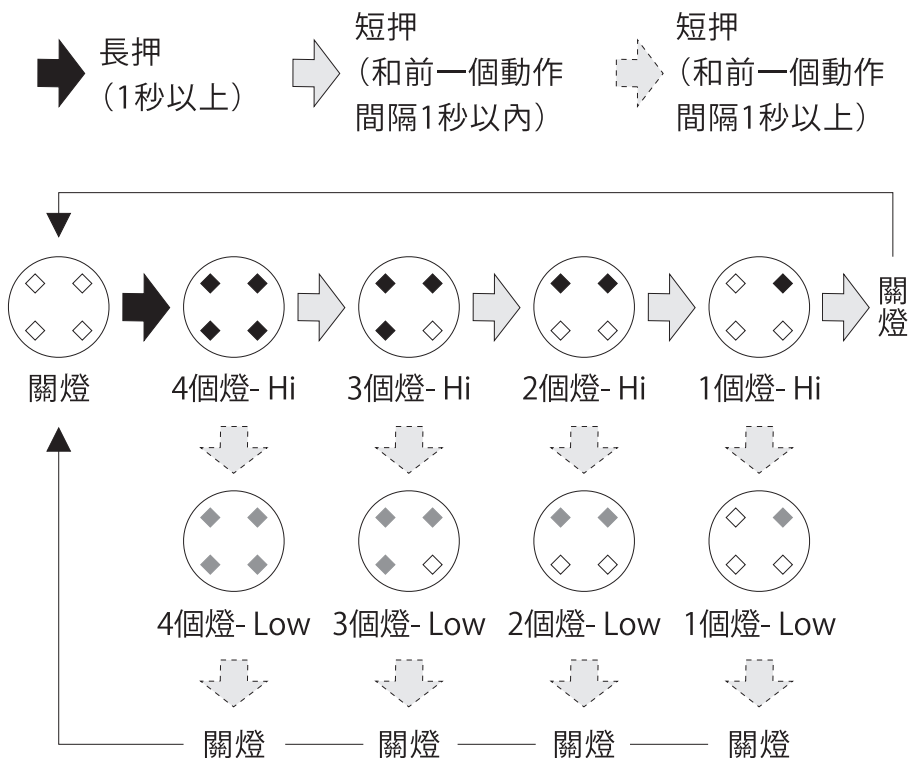 長押
（1秒以上）
短押
（和前一個動作
間隔1秒以內）
短押
（和前一個動作
間隔1秒以上）
關燈
4個燈- Hi
3個燈- Hi
2個燈- Hi
1個燈- Hi
關燈
4個燈- Low
3個燈- Low
2個燈- Low
1個燈- Low
關燈
關燈
關燈
關燈